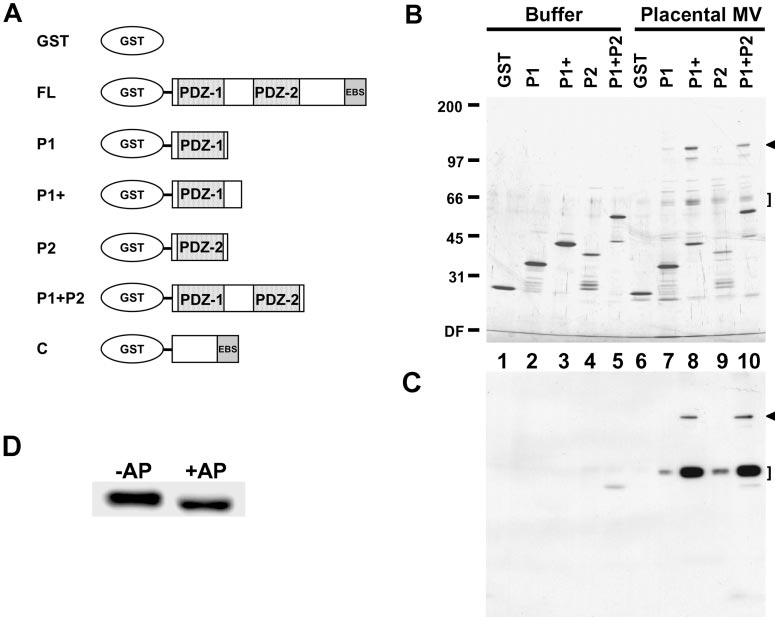 A
GST GST
FL GST PDZ-1 PDZ-2 EBS
P1 GST PDZ-1
P1+ GST PDZ-1
P2 GST PDZ-2
P1+P2 GST PDZ-1 PDZ-2
C GST EBS
B
Buffer Placental MV
GST P1 P1+ P2 P1+P2 GST P1 P1+ P2 P1+P2
200
97
66
45
31
DF
1 2 3 4 5 6 7 8 9 10
C
D
-AP +AP